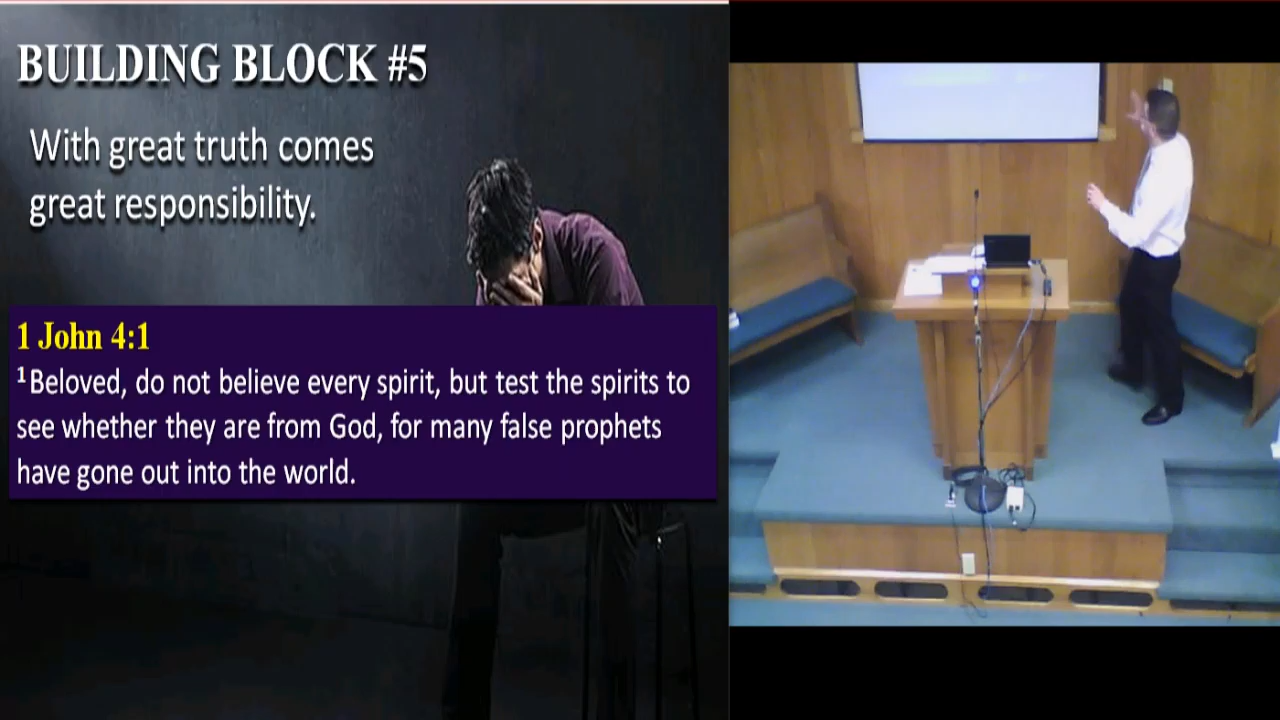 BUILDING BLOCK #5
With great truth comes
great responsibility.
1 John 4:1
¹Beloved, do not believe every spirit, but test the spirits to
see whether they are from God, for many false prophets
have gone out into the world.